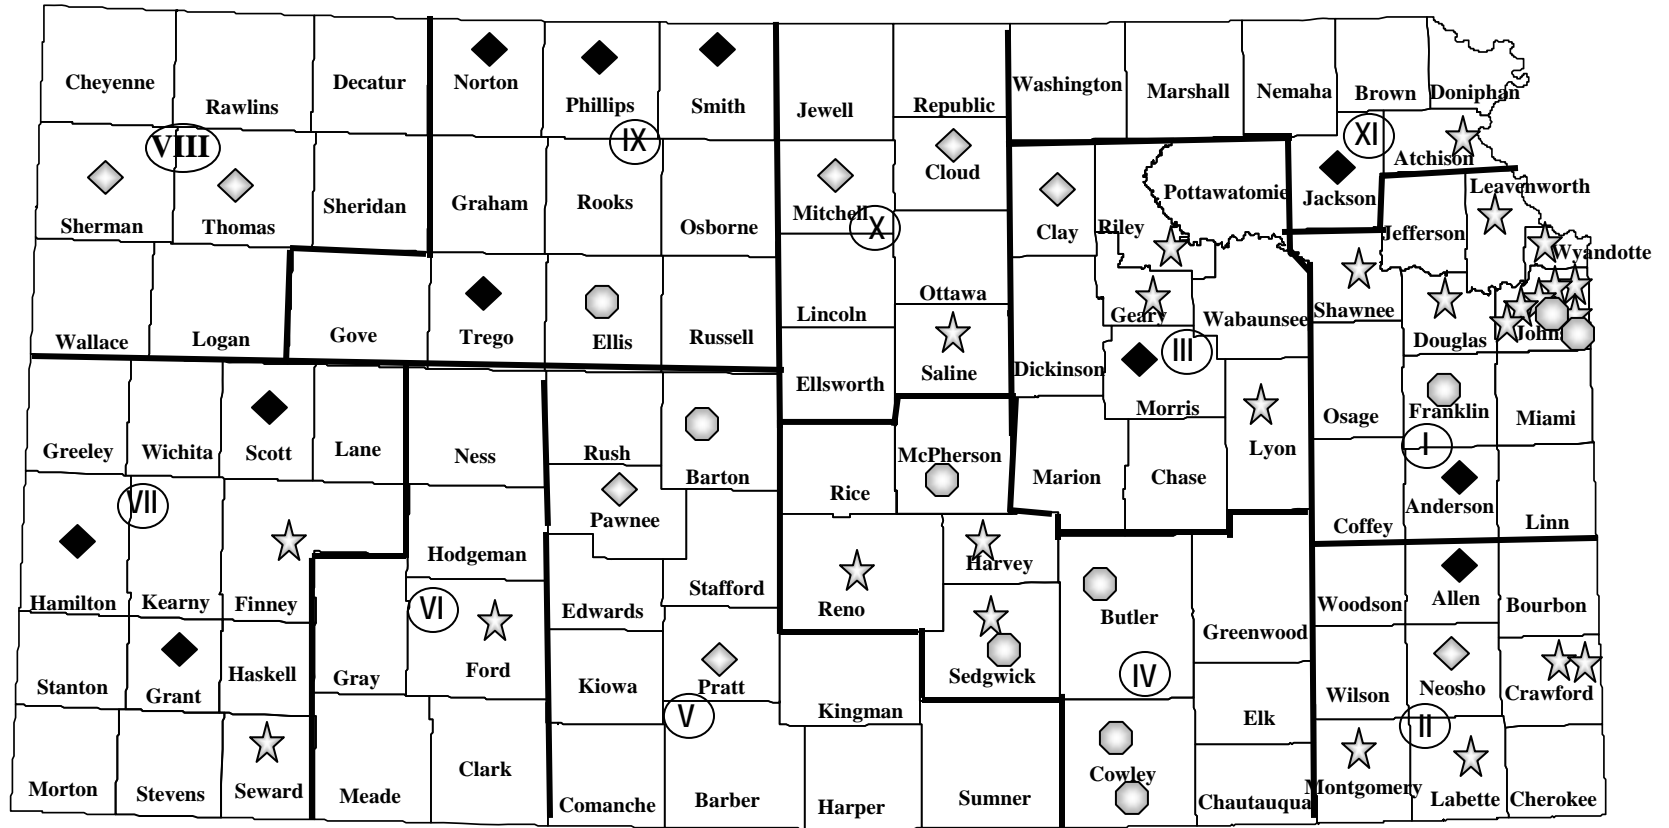 Cheyenne
Rawlins
Decatur
Norton
Phillips
Smith
Jewell
Republic
Washington
Marshall
Nemaha
Brown
Doniphan
VIII
IX
XI
Sherman
Thomas
Sheridan
Graham
Rooks
Osborne
Mitchell
X
Cloud
Clay
Riley
Pottawatomie
Jackson
Atchison
Jefferson
Leavenworth
Wyandotte
Wallace
Logan
Gove
Trego
Ellis
Russell
Lincoln
Ottawa
Saline
Ellsworth
Dickinson
Geary
III
Morris
Wabaunsee
Shawnee
Douglas
John
Greeley
Wichita
Scott
Lane
Ness
Rush
Barton
Pawnee
Rice
McPherson
Marion
Chase
Lyon
Osage
Franklin
Miami
I
Anderson
Coffey
Linn
VII
Hamilton
Kearny
Finney
Hodgeman
VI
Ford
Edwards
Stafford
Reno
Harvey
Sedgwick
Butler
Greenwood
IV
Woodson
Allen
Bourbon
Stanton
Grant
Haskell
Gray
Kiowa
Pratt
V
Kingman
Elk
Wilson
Neosho
Crawford
II
Morton
Stevens
Seward
Meade
Clark
Comanche
Barber
Harper
Sumner
Cowley
Chautauqua
Montgomery
Labette
Cherokee